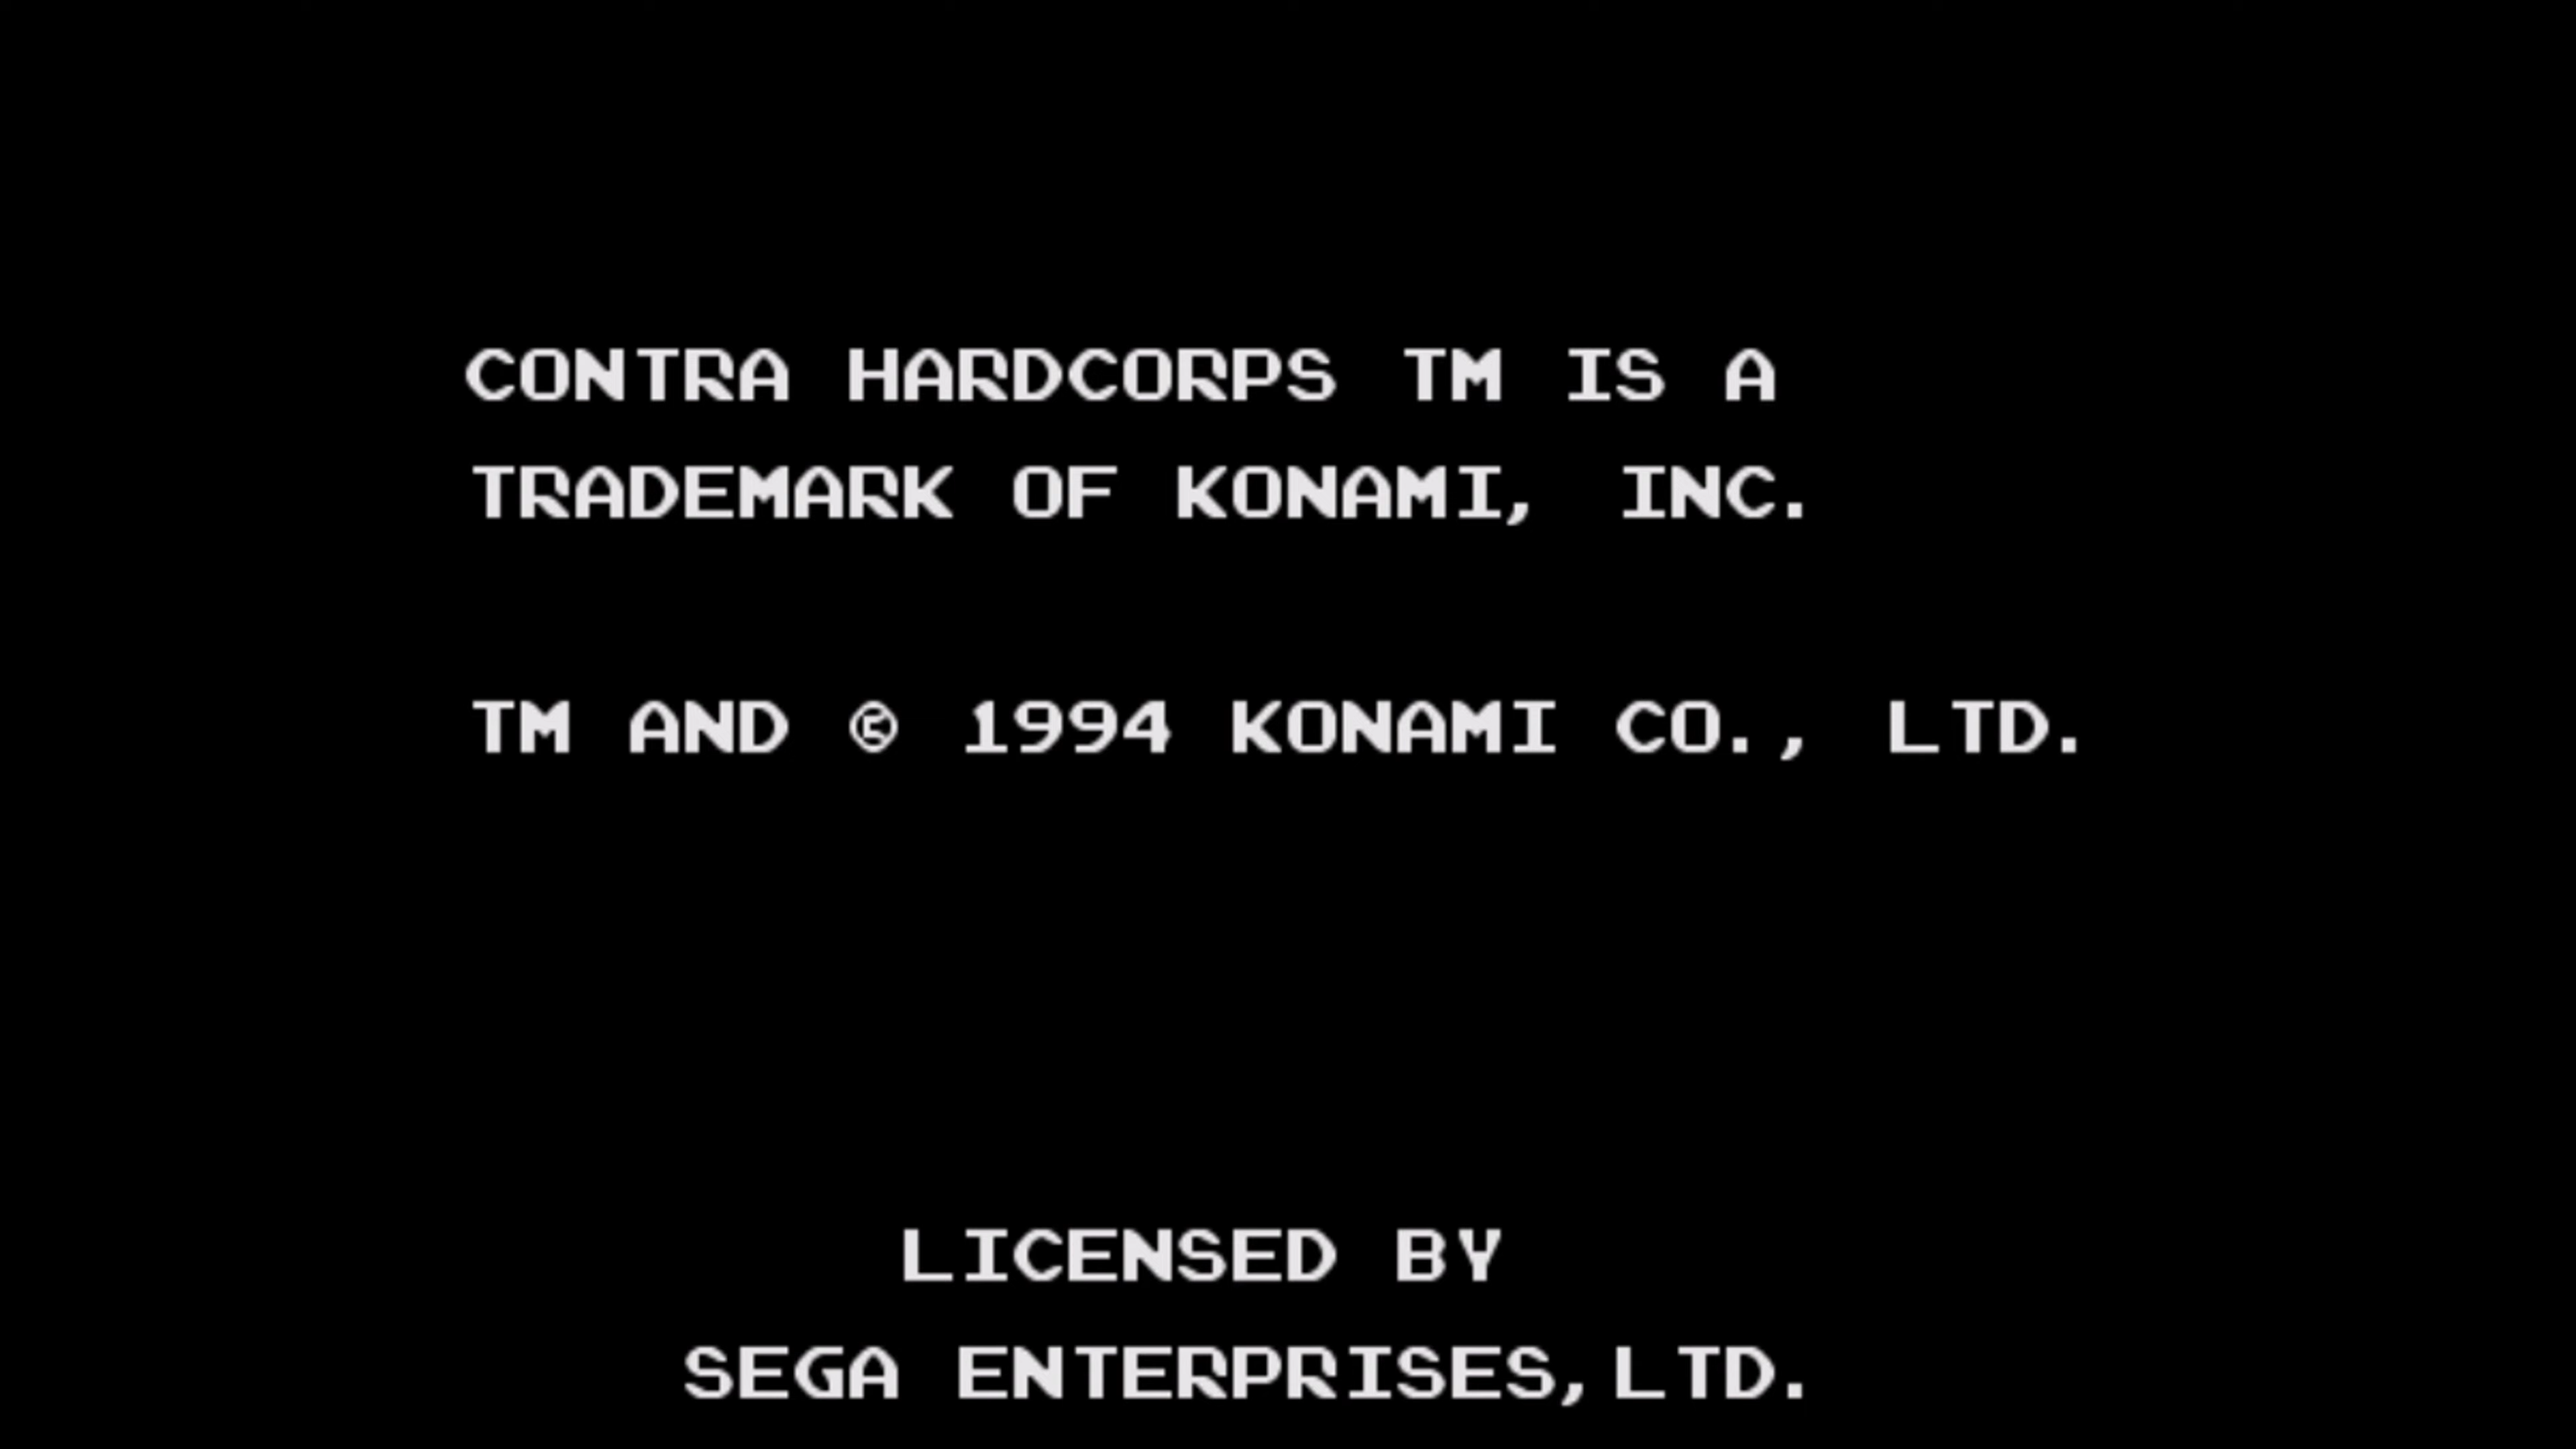 CONTRA HARDCORPS TM IS A
TRADEMARK OF KONAMI, INC.
TM AND © 1994 KONAMI CO., LTD.
LICENSED BY
SEGA ENTERPRISES,LTD.